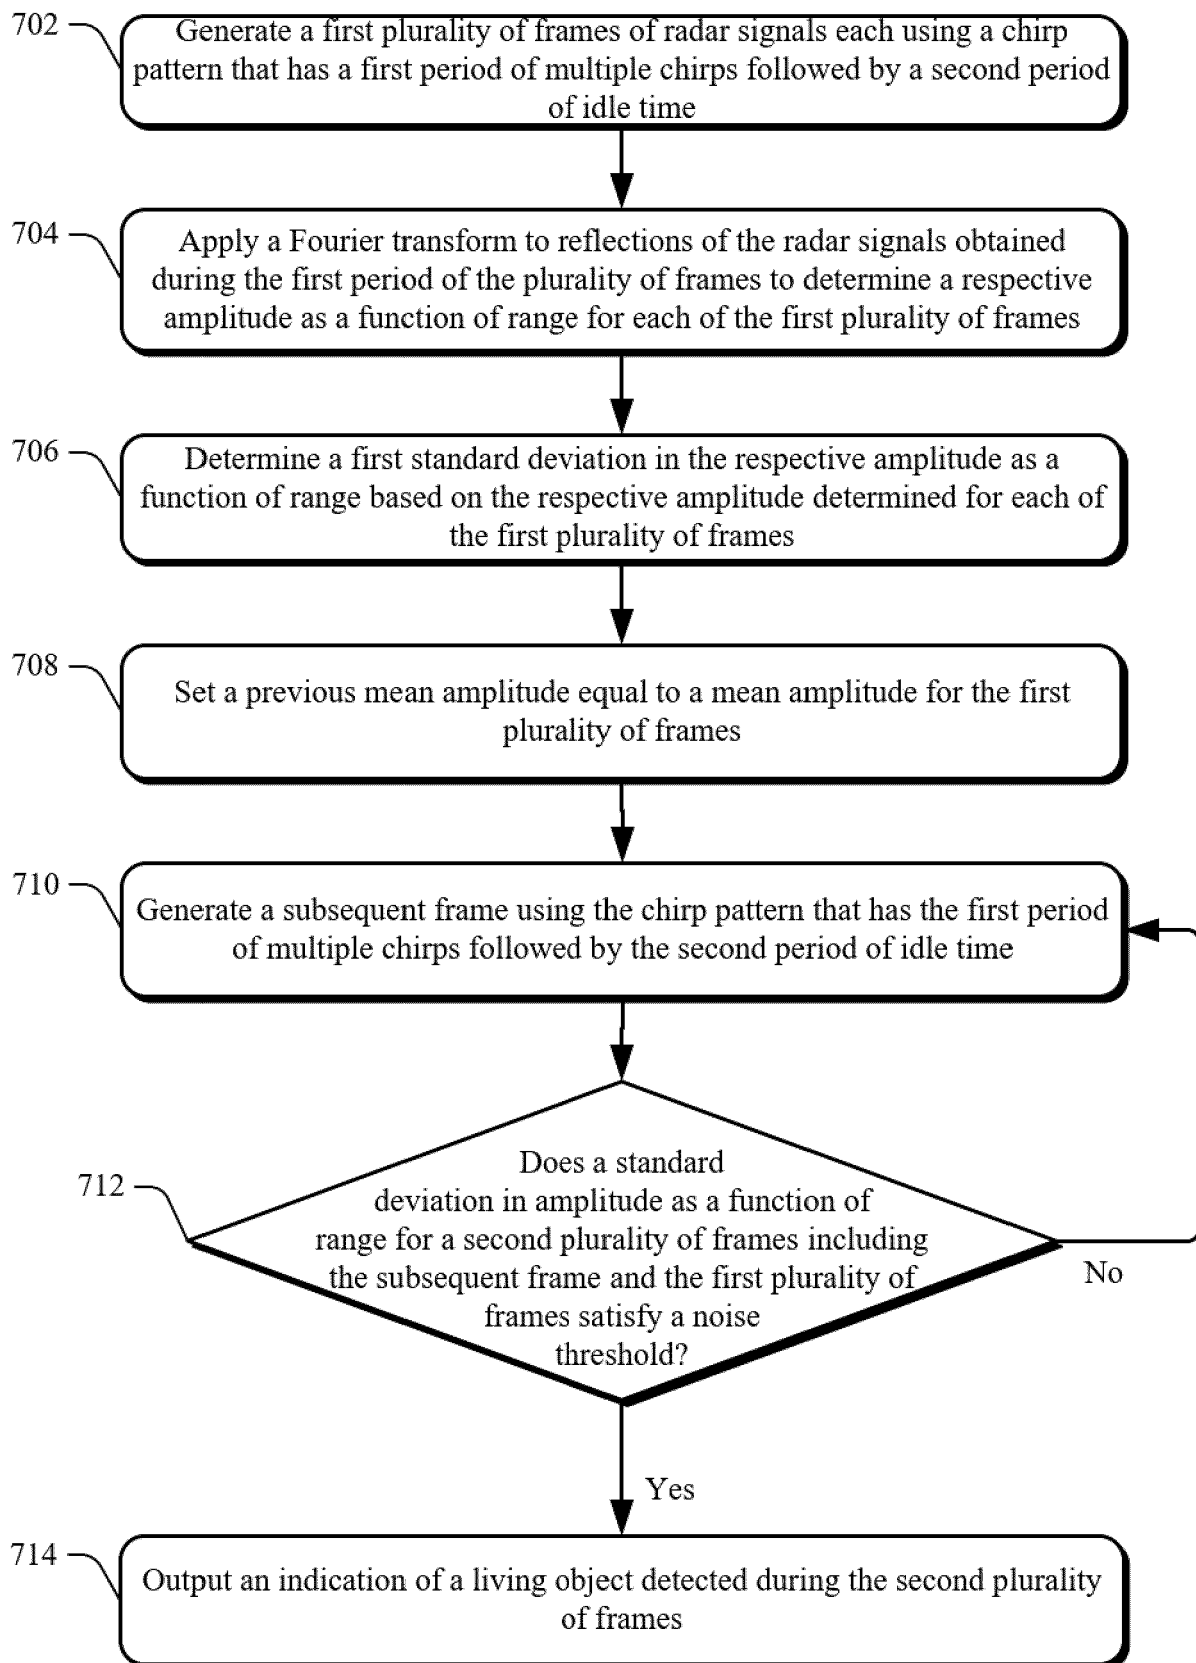 702
Generate a first plurality of frames of radar signals each using a chirp
pattern that has a first period of multiple chirps followed by a second period
of idle time
704
Apply a Fourier transform to reflections of the radar signals obtained
during the first period of the plurality of frames to determine a respective
amplitude as a function of range for each of the first plurality of frames
706
Determine a first standard deviation in the respective amplitude as a
function of range based on the respective amplitude determined for each of
the first plurality of frames
708
Set a previous mean amplitude equal to a mean amplitude for the first
plurality of frames
710
Generate a subsequent frame using the chirp pattern that has the first period
of multiple chirps followed by the second period of idle time
712
Does a standard
deviation in amplitude as a function of
range for a second plurality of frames including
the subsequent frame and the first plurality of
frames satisfy a noise
threshold?
No
Yes
714
Output an indication of a living object detected during the second plurality
of frames